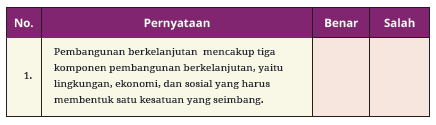 No. Pernyataan Benar Salah
Pembangunan berkelanjutan mencakup tiga
komponen pembangunan berkelanjutan, yaitu
1. lingkungan, ekonomi, dan sosial yang harus
membentuk satu kesatuan yang seimbang.